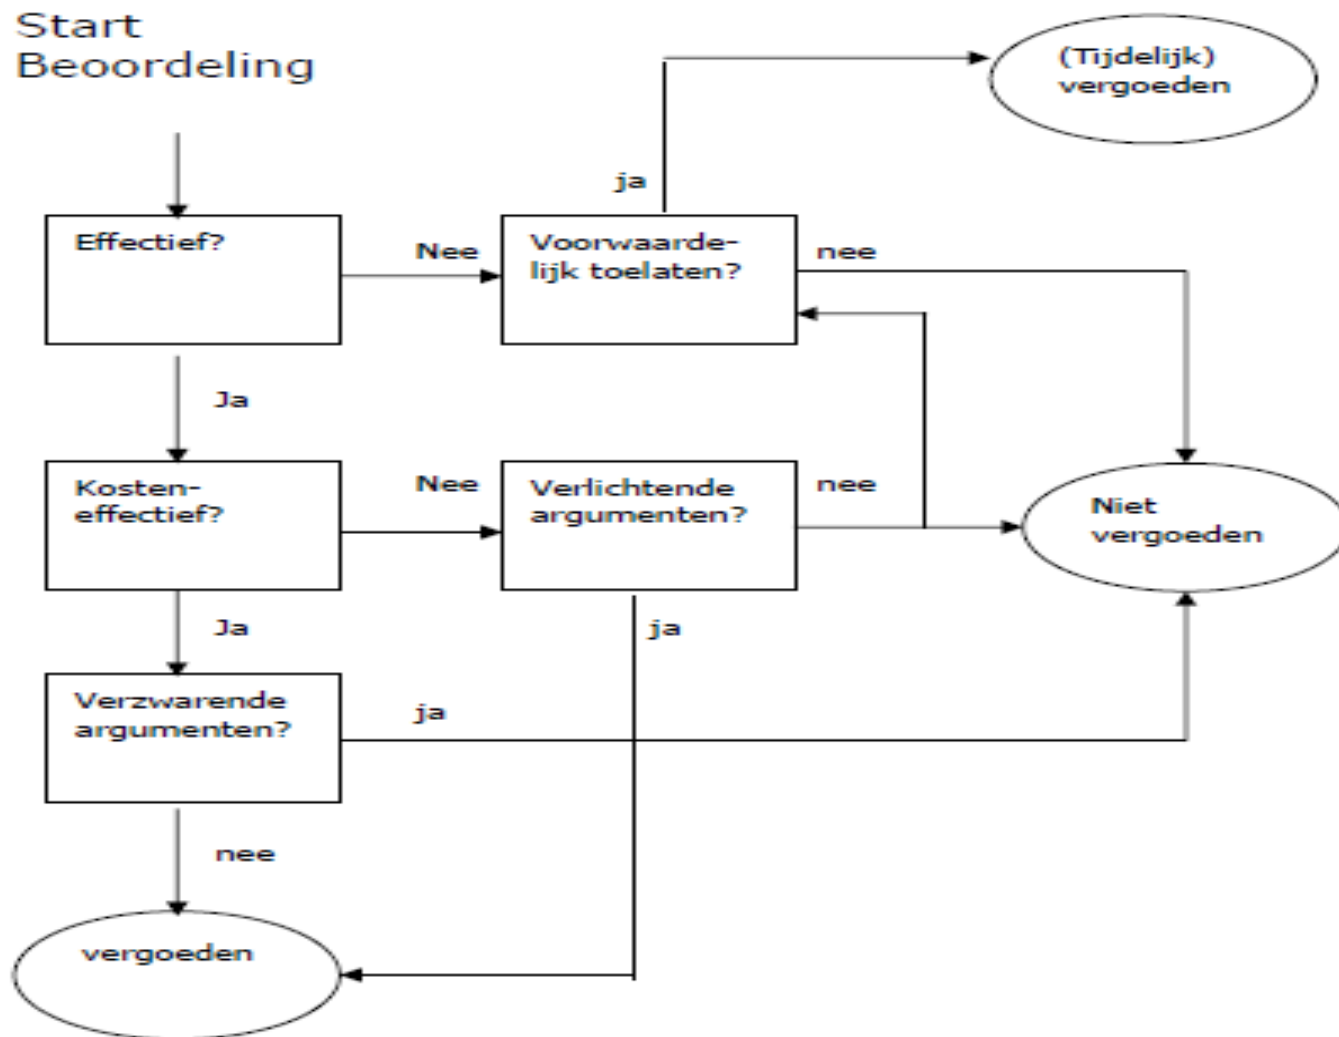 Start
Beoordeling
(Tijdelijk)
vergoeden
ja
Effectief?
Nee
Voorwaarde-
lijk toelaten?
nee
Ja
Kosten-
effectief?
Nee
Verlichtende
argumenten?
nee
Niet
vergoeden
Ja
ja
Verzwarende
argumenten?
ja
nee
vergoeden